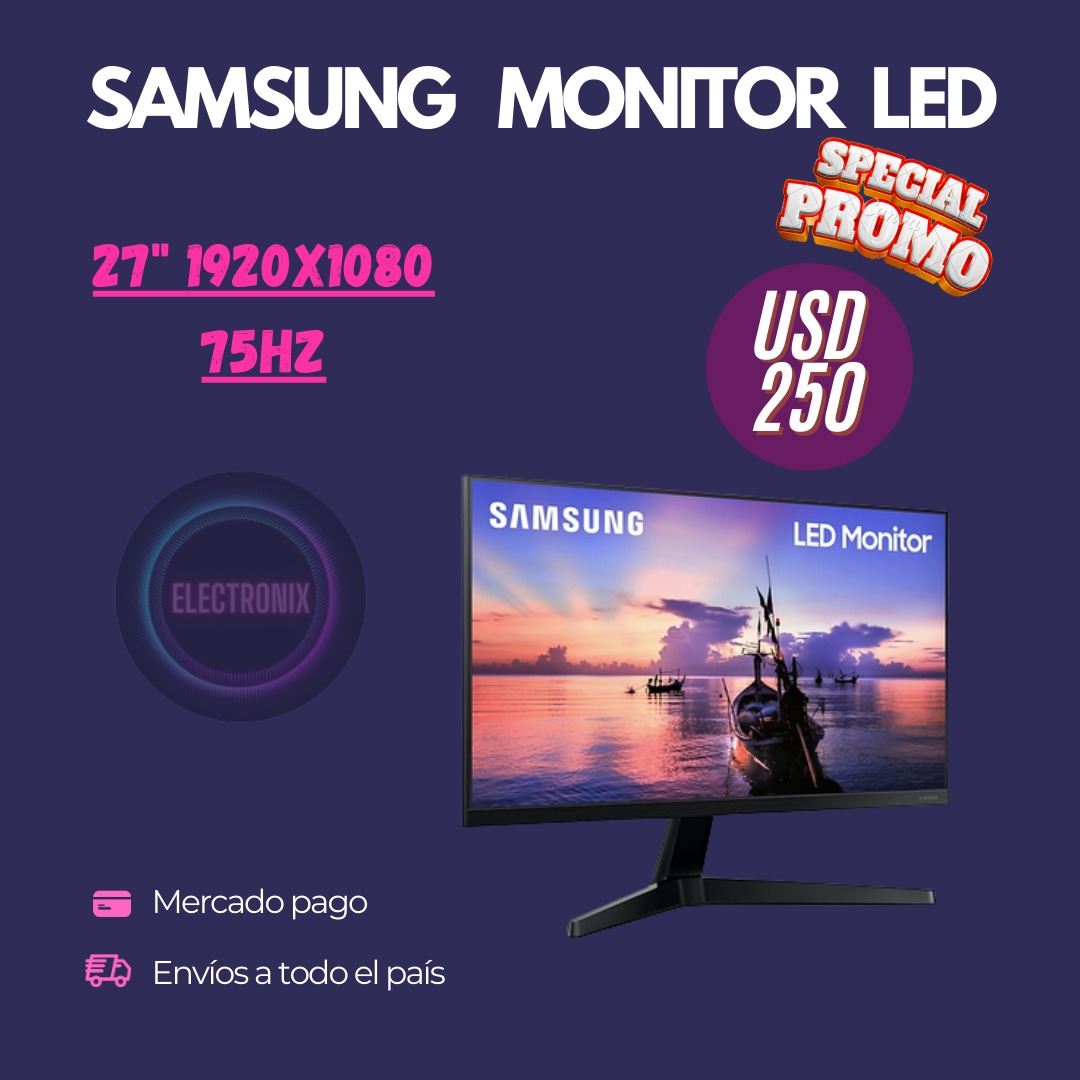 SAMSUNG MONITOR LED
SPECIAL
PROMO
27" 1920X1080
75HZ
USD
250
SAMSUNG
LED Monitor
ELECTRONIX
Mercado pago
Envíos a todo el país